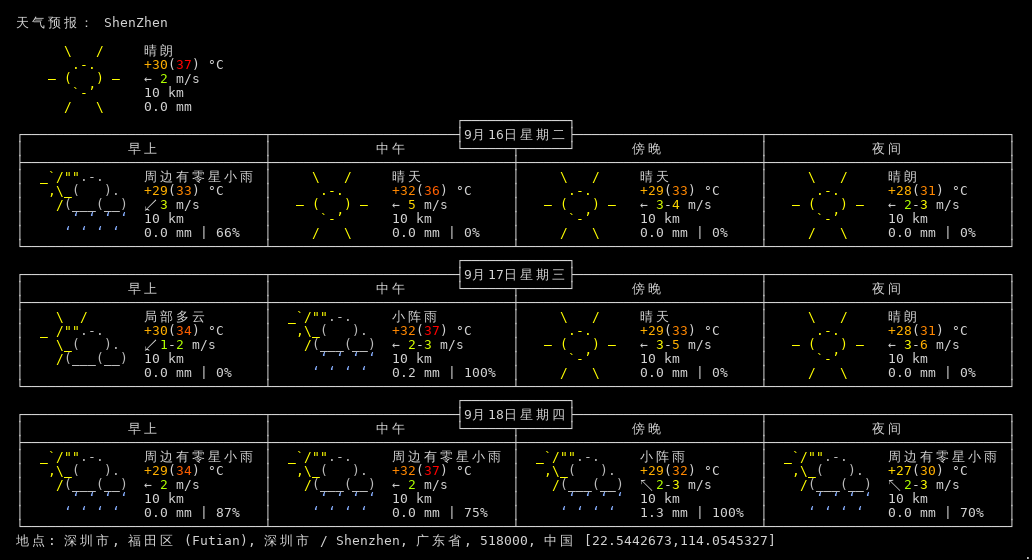 天气预报： ShenZhen
晴朗
+30(37) °C
← 2 m/s
10 km
0.0 mm
9月16日星期二
早上 中午 傍晚 夜间
周边有零星小雨 晴天 晴天 晴朗
+29(33) °C +32(36) °C +29(33) °C +28(31) °C
↙ 3 m/s ← 5 m/s ← 3-4 m/s ← 2-3 m/s
10 km 10 km 10 km 10 km
0.0 mm | 66% 0.0 mm | 0% 0.0 mm | 0% 0.0 mm | 0%
9月17日星期三
早上 中午 傍晚 夜间
局部多云 小阵雨 晴天 晴朗
+30(34) °C +32(37) °C +29(33) °C +28(31) °C
↙ 1-2 m/s ← 2-3 m/s ← 3-5 m/s ← 3-6 m/s
10 km 10 km 10 km 10 km
0.0 mm | 0% 0.2 mm | 100% 0.0 mm | 0% 0.0 mm | 0%
9月18日星期四
早上 中午 傍晚 夜间
周边有零星小雨 周边有零星小雨 小阵雨 周边有零星小雨
+29(34) °C +32(37) °C +29(32) °C +27(30) °C
← 2 m/s ← 2 m/s ↖ 2-3 m/s ↖ 2-3 m/s
10 km 10 km 10 km 10 km
0.0 mm | 87% 0.0 mm | 75% 1.3 mm | 100% 0.0 mm | 70%
地点: 深圳市, 福田区 (Futian), 深圳市 / Shenzhen, 广东省, 518000, 中国 [22.5442673,114.0545327]